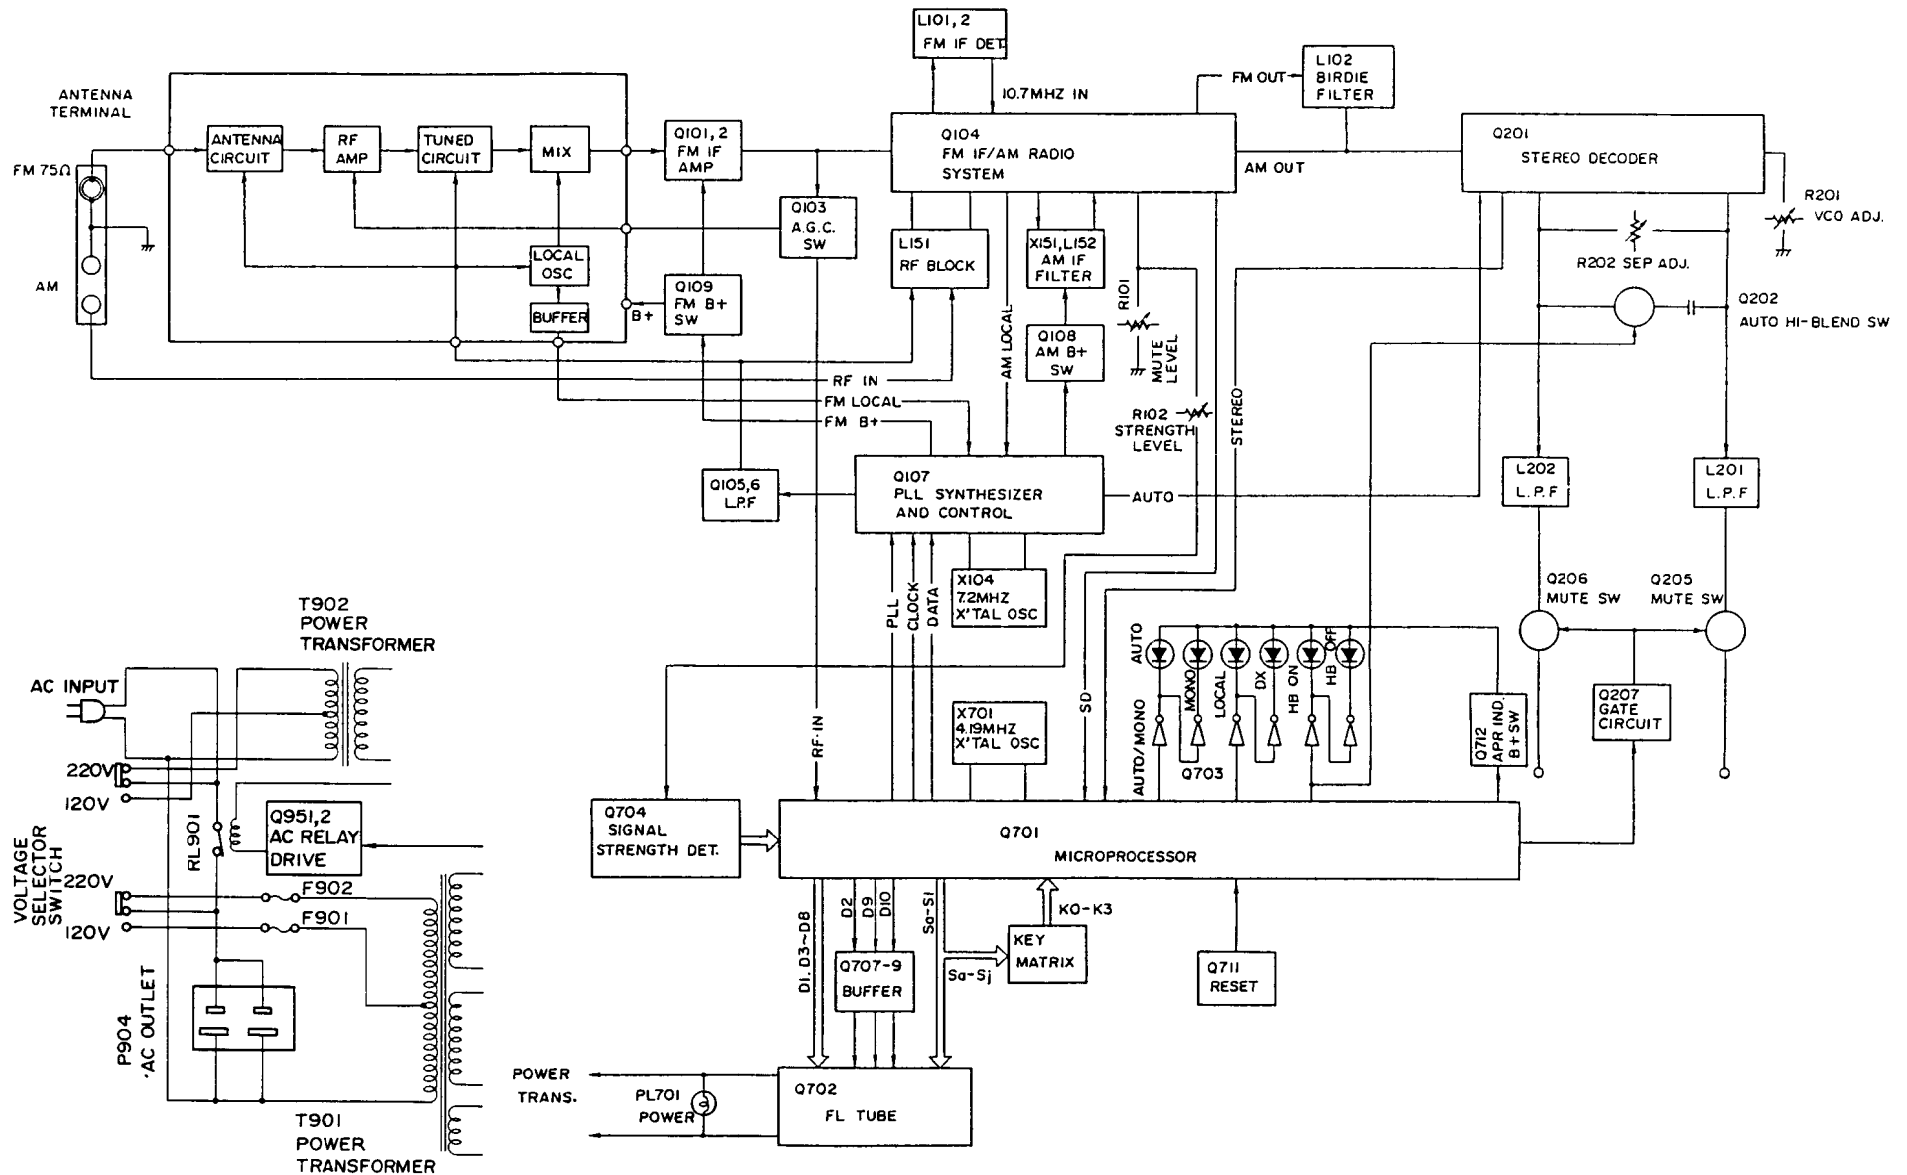 L101, 2
FM IF DET.
10.7MHZ IN
FM OUT
L102
BIRDIE
FILTER
ANTENNA
TERMINAL
FM 75Ω
AM
ANTENNA
CIRCUIT
RF
AMP
TUNED
CIRCUIT
MIX
LOCAL
OSC
BUFFER
B+
Q101, 2
FM IF
AMP
Q103
A.G.C.
SW
Q109
FM B+
SW
Q104
FM IF/AM RADIO
SYSTEM
AM OUT
Q201
STEREO DECODER
R201
VCO ADJ.
R202 SEP ADJ.
Q202
AUTO HI-BLEND SW
L151
RF BLOCK
X151, L152
AM IF
FILTER
Q108
AM B+
SW
R101
MUTE
LEVEL
AM LOCAL
RF IN
FM LOCAL
FM B+
R102
STRENGTH
LEVEL
STEREO
Q105,6
L.P.F
Q107
PLL SYNTHESIZER
AND CONTROL
AUTO
L202
L.P.F
L201
L.P.F
X104
7.2MHZ
X'TAL OSC
PLL
CLOCK
DATA
Q206
MUTE SW
Q205
MUTE SW
T902
POWER
TRANSFORMER
AC INPUT
220V
120V
VOLTAGE
SELECTOR
SWITCH
RL901
Q951,2
AC RELAY
DRIVE
220V
120V
F902
F901
P904
AC OUTLET
T901
POWER
TRANSFORMER
RF IN
X701
4.19MHZ
X'TAL OSC
SD
AUTO/MONO
AUTO
MONO
LOCAL
DX
HB ON
HB OFF
Q703
Q712
APR IND.
B+SW
Q207
GATE
CIRCUIT
Q704
SIGNAL
STRENGTH DET.
Q701
MICROPROCESSOR
D1, D3~D8
D2
D9
D10
Sa-Si
Q707-9
BUFFER
Sa-Sj
K0-K3
KEY
MATRIX
Q711
RESET
POWER
TRANS.
PL701
POWER
Q702
FL TUBE